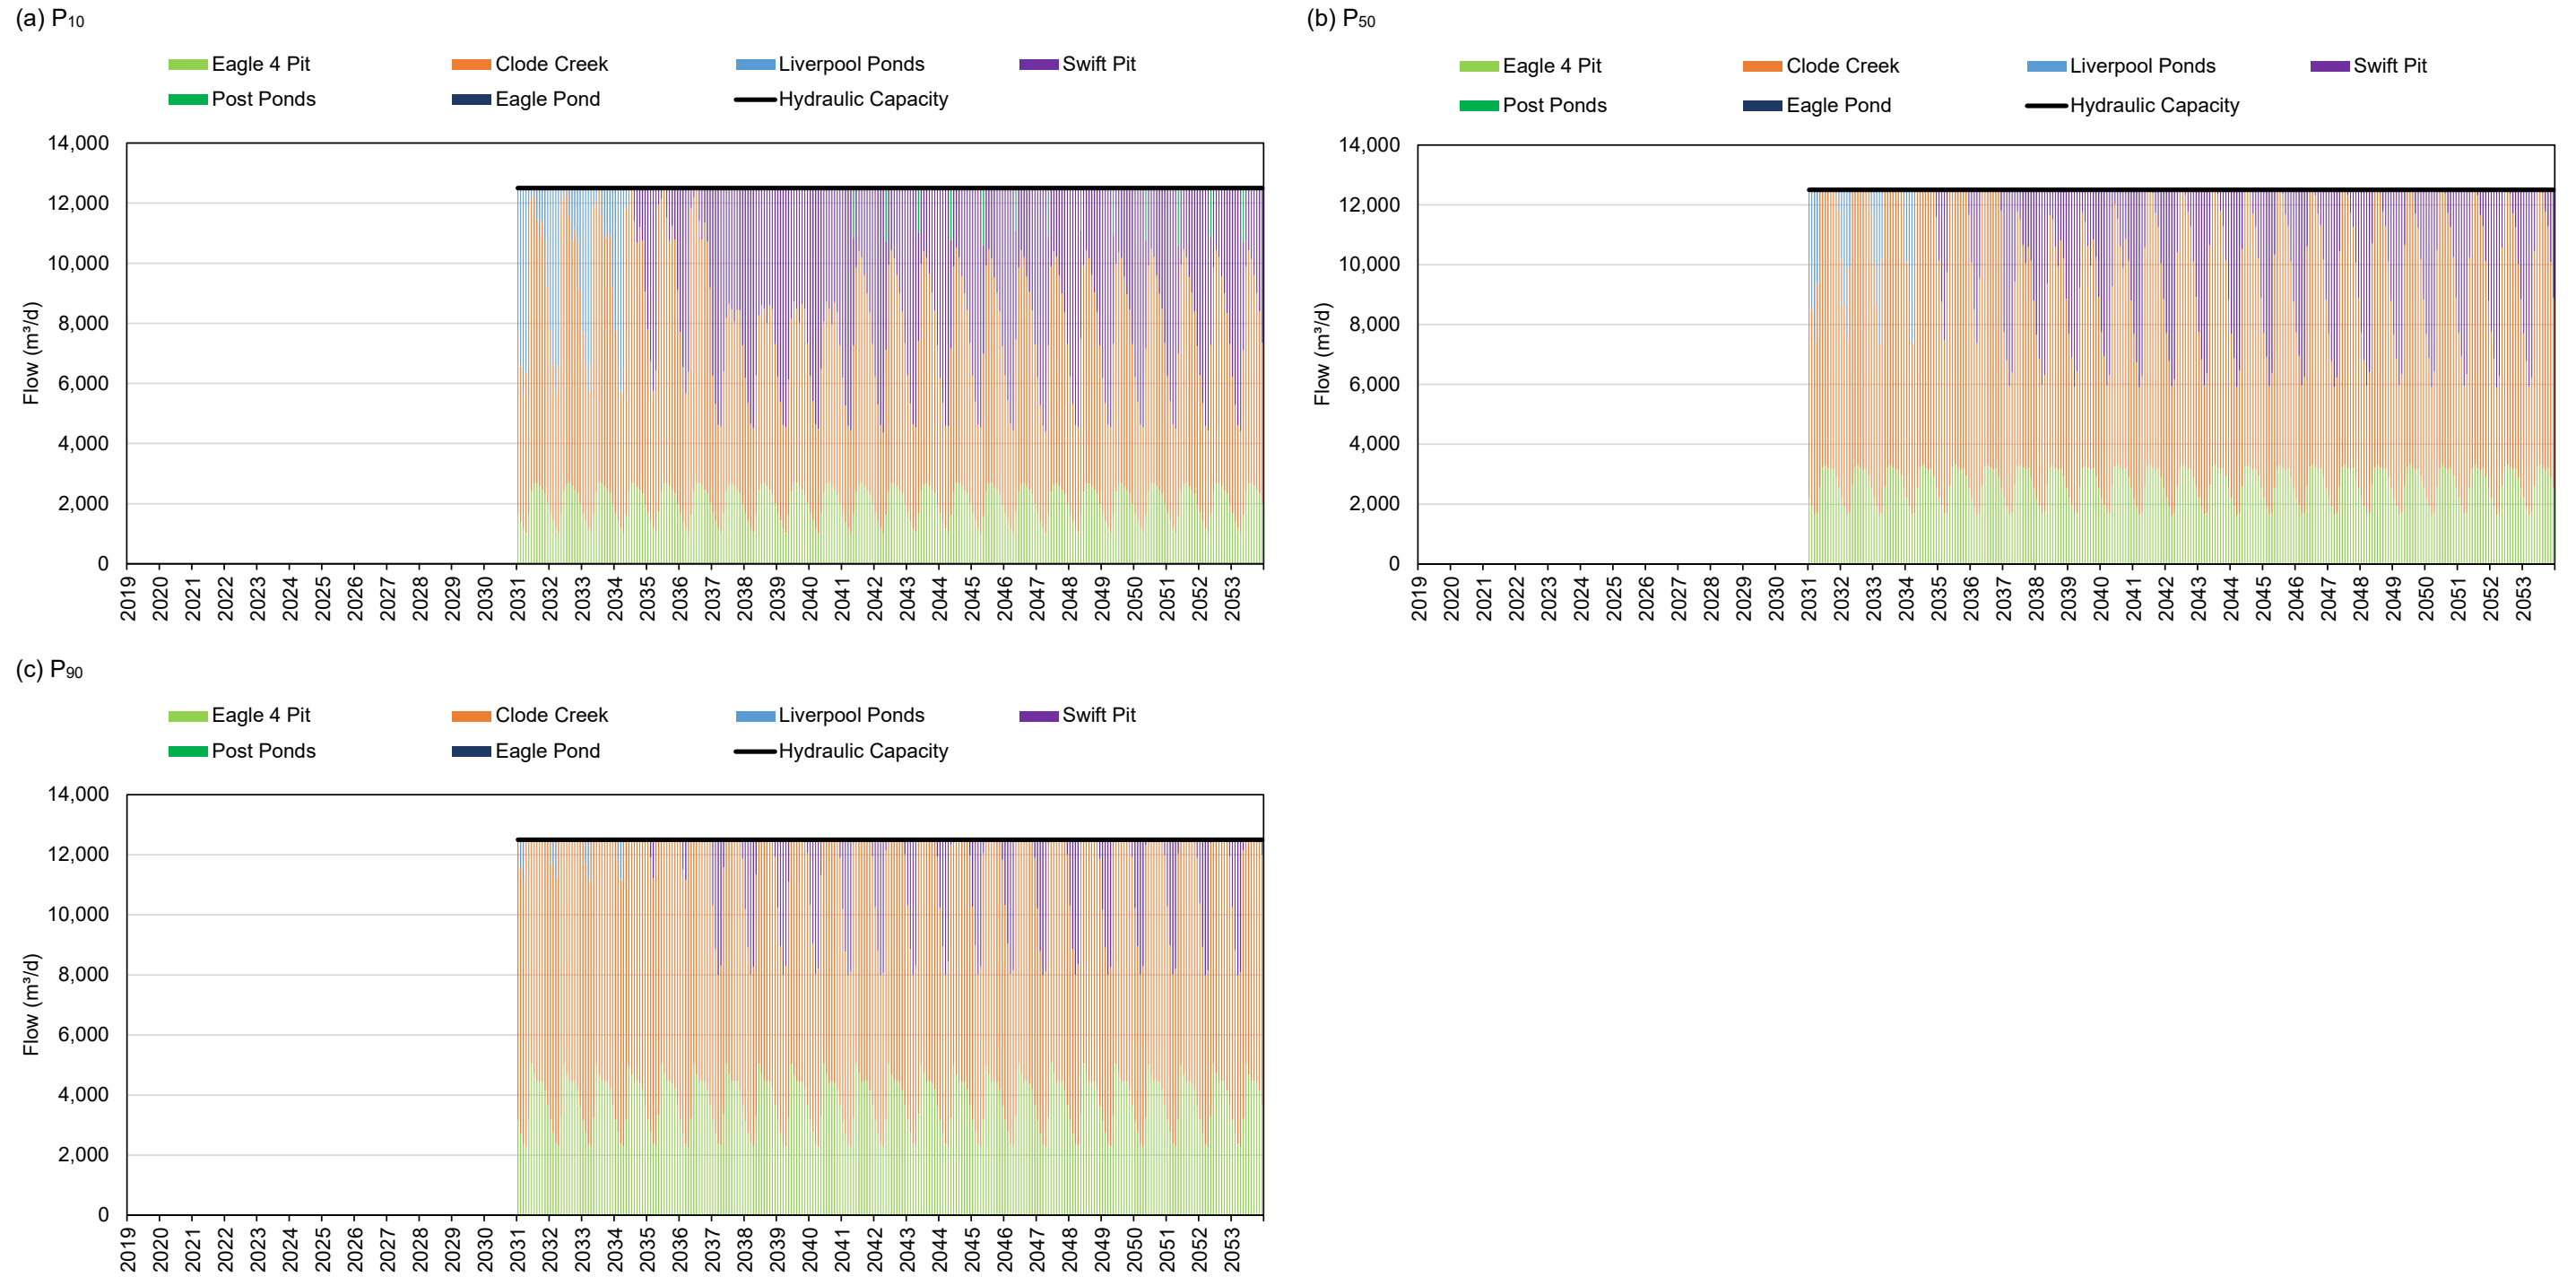 (a) P10
Eagle 4 Pit Clode Creek Liverpool Ponds Swift Pit
Post Ponds Eagle Pond Hydraulic Capacity
14,000
12,000
10,000
8,000
6,000
4,000
2,000
0
Flow (m³/d)
2019 2020 2021 2022 2023 2024 2025 2026 2027 2028 2029 2030 2031 2032 2033 2034 2035 2036 2037 2038 2039 2040 2041 2042 2043 2044 2045 2046 2047 2048 2049 2050 2051 2052 2053
(b) P50
Eagle 4 Pit Clode Creek Liverpool Ponds Swift Pit
Post Ponds Eagle Pond Hydraulic Capacity
14,000
12,000
10,000
8,000
6,000
4,000
2,000
0
Flow (m³/d)
2019 2020 2021 2022 2023 2024 2025 2026 2027 2028 2029 2030 2031 2032 2033 2034 2035 2036 2037 2038 2039 2040 2041 2042 2043 2044 2045 2046 2047 2048 2049 2050 2051 2052 2053
(c) P90
Eagle 4 Pit Clode Creek Liverpool Ponds Swift Pit
Post Ponds Eagle Pond Hydraulic Capacity
14,000
12,000
10,000
8,000
6,000
4,000
2,000
0
Flow (m³/d)
2019 2020 2021 2022 2023 2024 2025 2026 2027 2028 2029 2030 2031 2032 2033 2034 2035 2036 2037 2038 2039 2040 2041 2042 2043 2044 2045 2046 2047 2048 2049 2050 2051 2052 2053